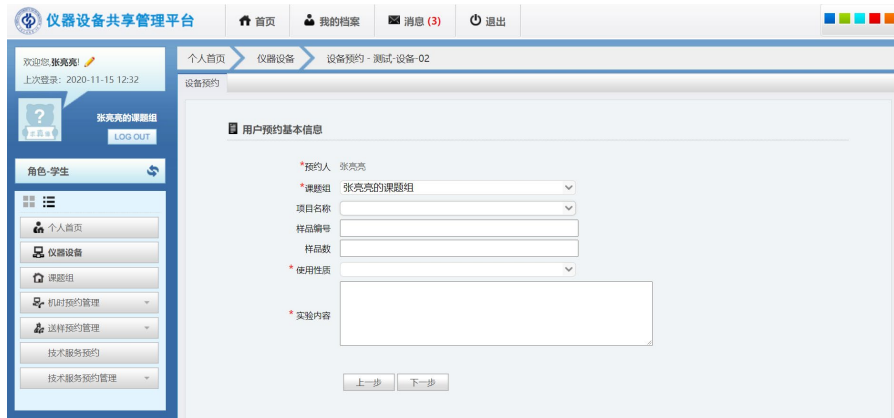 仪器设备共享管理平台
首页
我的档案
消息 (3)
退出
欢迎您,张亮亮!
上次登录: 2020-11-15 12:32
张亮亮的课题组
LOG OUT
角色-学生
个人首页
仪器设备
课题组
机时预约管理
送样预约管理
技术服务预约
技术服务预约管理
个人首页
仪器设备
设备预约 - 测试-设备-02
设备预约
用户预约基本信息
*预约人 张亮亮
*课题组 张亮亮的课题组
项目名称
样品编号
样品数
* 使用性质
* 实验内容
上一步 下一步